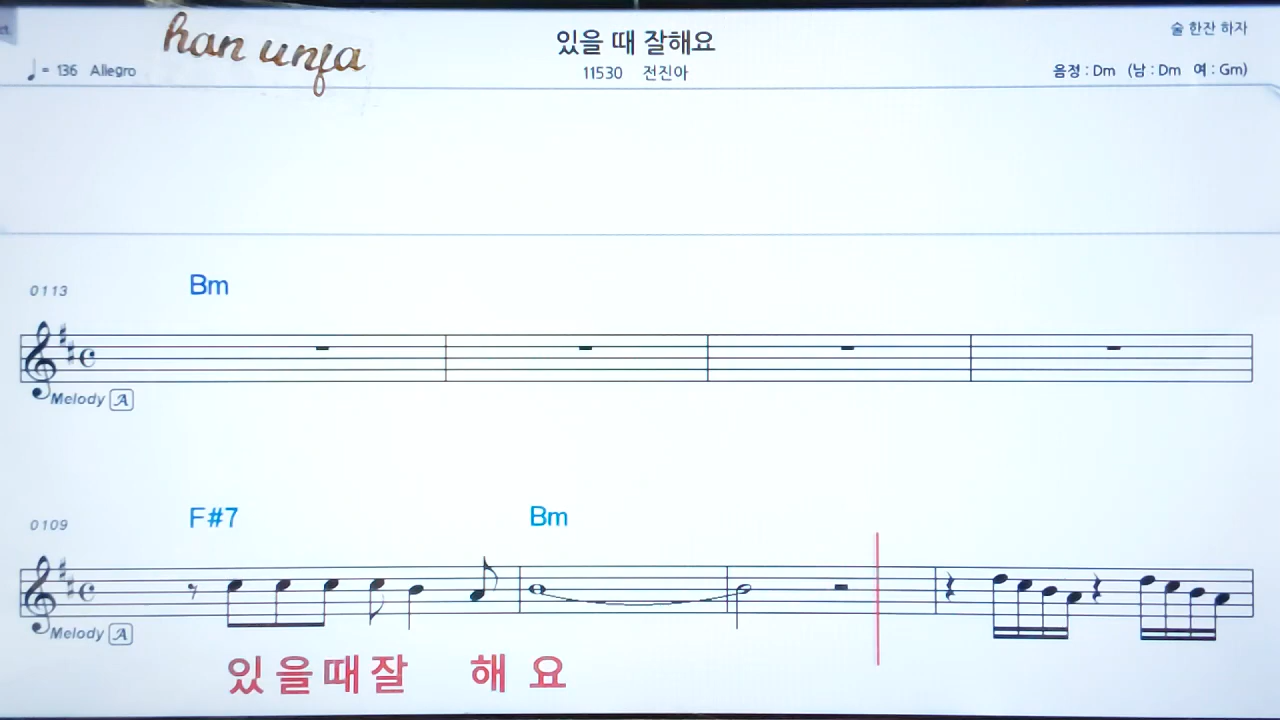 ct.
han unja
있을 때 잘해요
술 한잔 하자
♩= 136 Allegro
11530 전진아
음정 : Dm (남 : Dm 여 : Gm)
0113
Bm
Melody A
0109
F#7 Bm
Melody A
있 을 때 잘 해 요